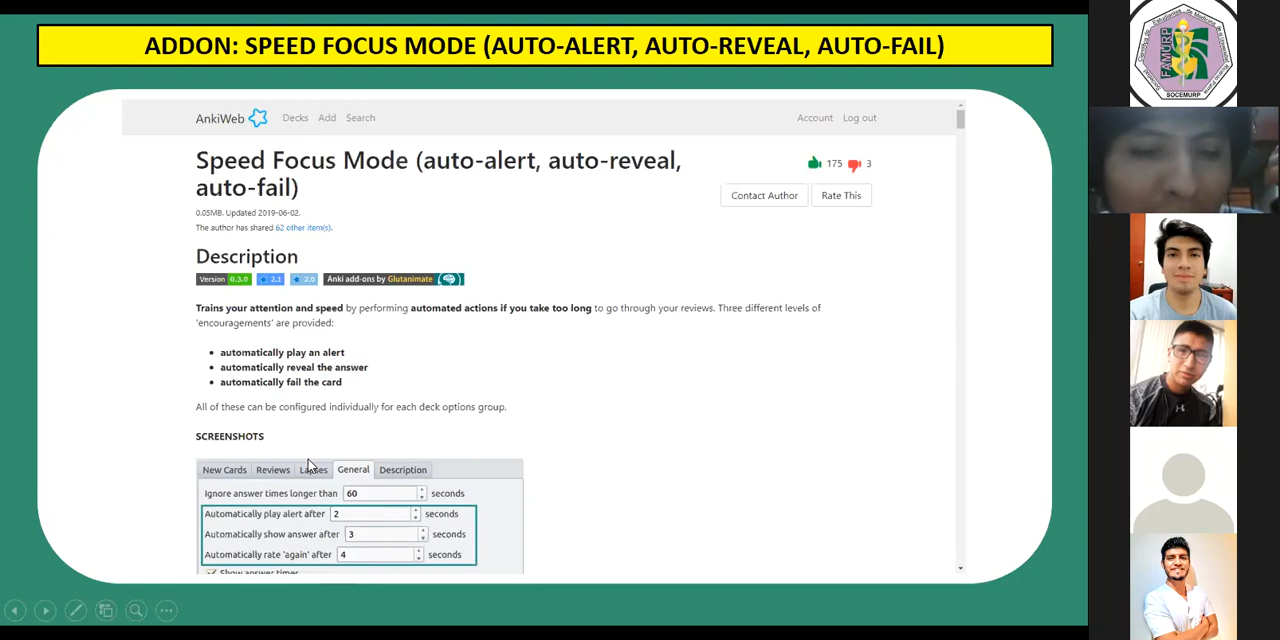 ADDON: SPEED FOCUS MODE (AUTO-ALERT, AUTO-REVEAL, AUTO-FAIL)
AnkiWeb Decks Add Search Account Log out
Speed Focus Mode (auto-alert, auto-reveal,
auto-fail)
175 3
Contact Author Rate This
0.05MB. Updated 2019-06-02.
The author has shared 62 other item(s).
Description
Version 0.3.0 2.1 2.0 Anki add-ons by Glutanimate
Trains your attention and speed by performing automated actions if you take too long to go through your reviews. Three different levels of
'encouragements' are provided:
automatically play an alert
automatically reveal the answer
automatically fail the card
All of these can be configured individually for each deck options group.
SCREENSHOTS
New Cards Reviews Lapses General Description
Ignore answer times longer than 60 seconds
Automatically play alert after 2 seconds
Automatically show answer after 3 seconds
Automatically rate 'again' after 4 seconds
Show answer timer
FAMURP
SOCEMURP